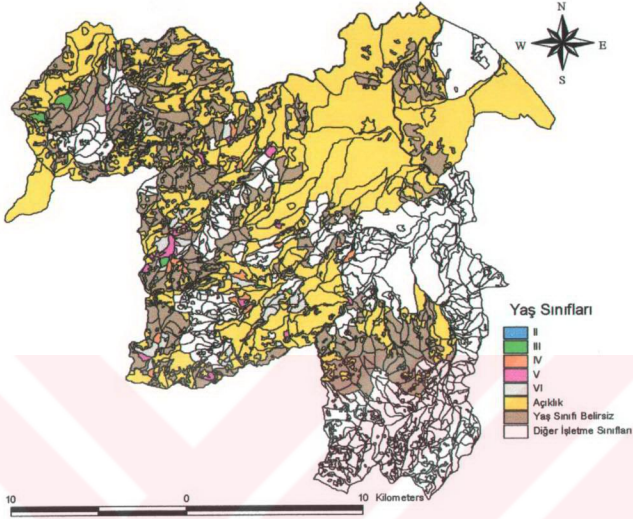 N
W E
S
Yaş Sınıfları
II
III
IV
V
VI
Açıklık
Yaş Sınıfı Belirsiz
Diğer İşletme Sınıfları
10 0 10 Kilometers